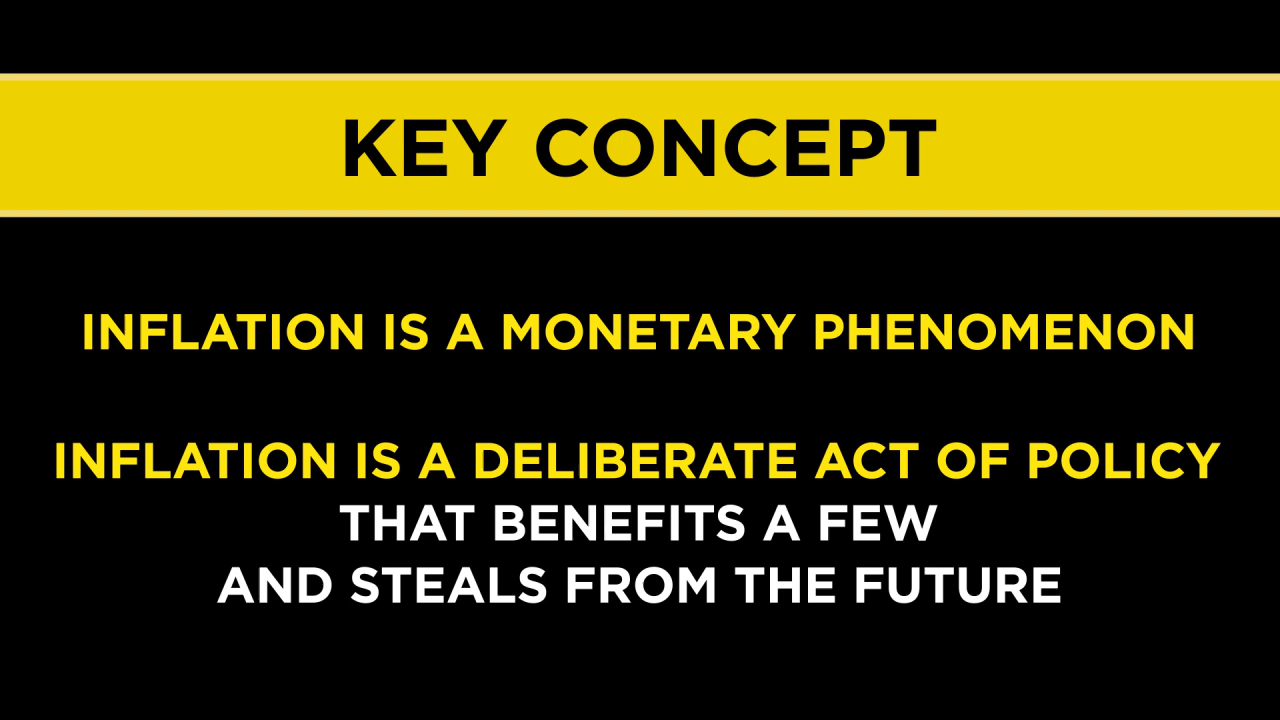 KEY CONCEPT
INFLATION IS A MONETARY PHENOMENON
INFLATION IS A DELIBERATE ACT OF POLICY
THAT BENEFITS A FEW
AND STEALS FROM THE FUTURE